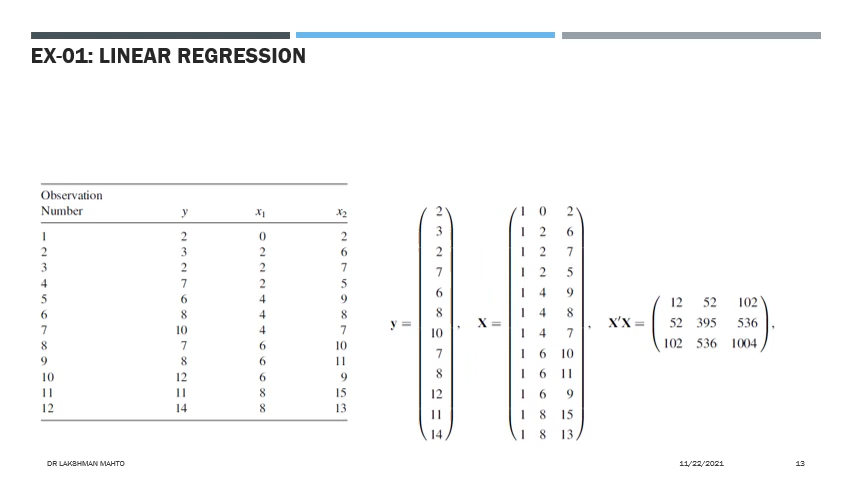 EX-01: LINEAR REGRESSION
Observation
Number y x₁ x₂
1 2 0 2
2 3 2 6
3 2 2 7
4 7 2 5
5 6 4 9
6 8 4 8
7 10 4 7
8 7 6 10
9 8 6 11
10 12 6 9
11 11 8 15
12 14 8 13
y =
2
3
2
7
6
8
10
7
8
12
11
14
,
X =
1 0 2
1 2 6
1 2 7
1 2 5
1 4 9
1 4 8
1 4 7
1 6 10
1 6 11
1 6 9
1 8 15
1 8 13
,
X′X =
12 52 102
52 395 536
102 536 1004
,
DR LAKSHMAN MAHTO 11/22/2021 13